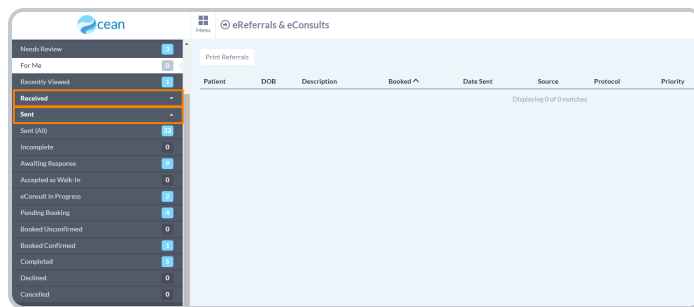 cean
Menu
eReferrals & eConsults
Needs Review 3
For Me 0
Recently Viewed 1
Received
Sent
Sent (All) 22
Incomplete 0
Awaiting Response 9
Accepted as Walk-In 0
eConsult In Progress 2
Pending Booking 4
Booked Unconfirmed 0
Booked Confirmed 1
Completed 5
Declined 0
Cancelled 0
Print Referrals
Patient DOB Description Booked Date Sent Source Protocol Priority
Displaying 0 of 0 matches